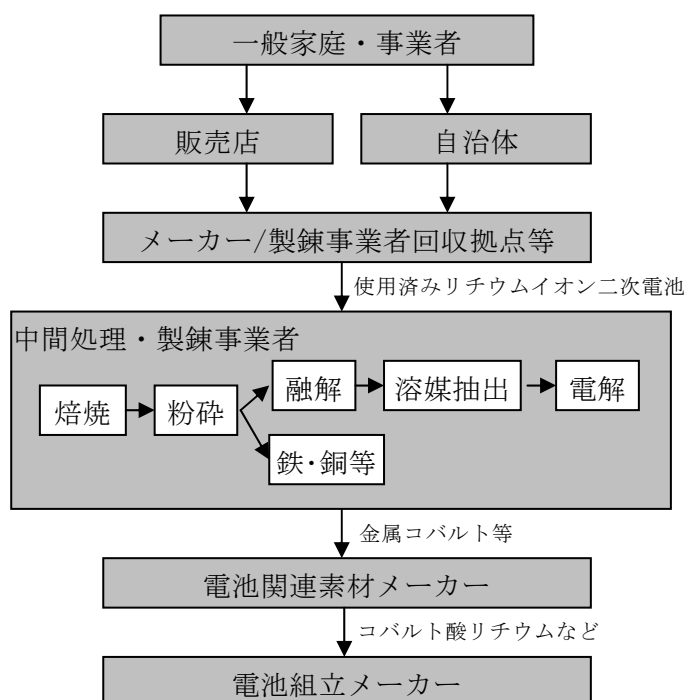 一般家庭・事業者
販売店
自治体
メーカー/製錬事業者回収拠点等
使用済みリチウムイオン二次電池
中間処理・製錬事業者
焙焼
粉砕
融解
溶媒抽出
電解
鉄・銅等
金属コバルト等
電池関連素材メーカー
コバルト酸リチウムなど
電池組立メーカー